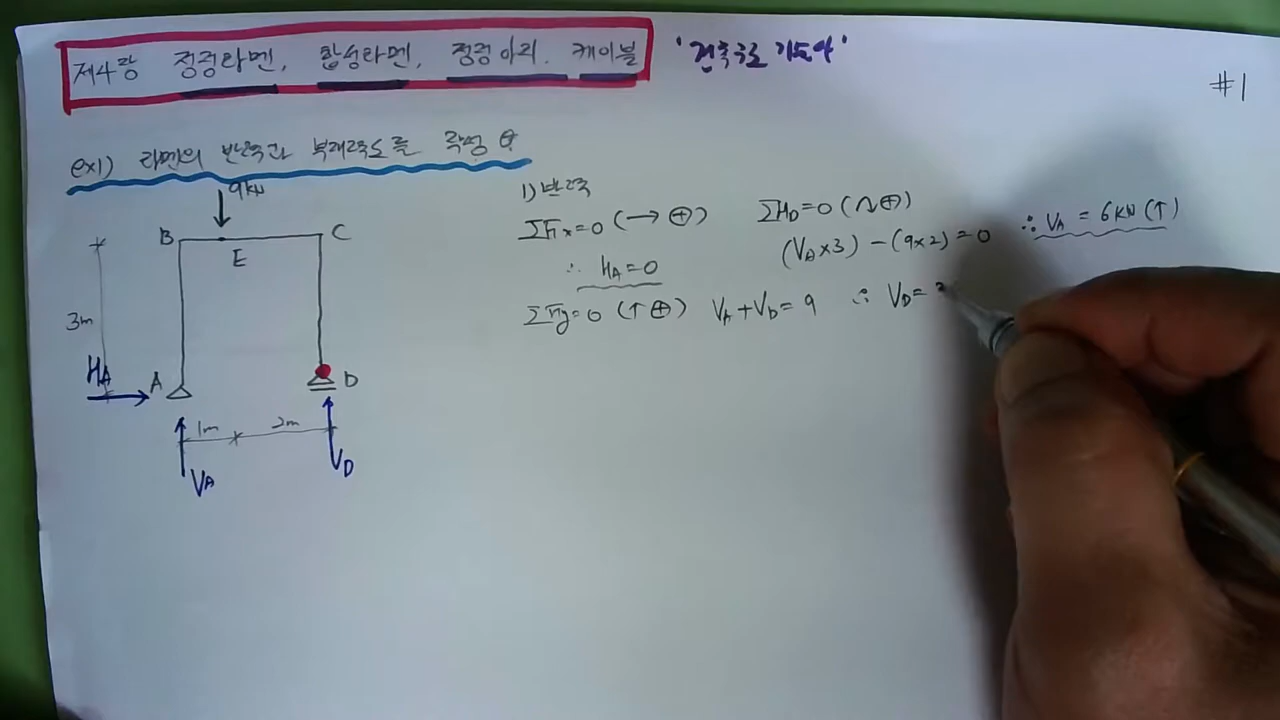 제4장 정정라멘, 합성라멘, 정정아치, 케이블
'건축구조 기도사'
#1
ex1) 라멘의 반력과 부재력도를 작성
9kN
B
C
E
3m
HA
A
D
1m
2m
VA
VD
1) 반력
ΣFx=0 (→ ⊕)
∴ HA=0
ΣFy=0 (↑⊕) VA+VD=9 ∴ VD=3
ΣMD=0 (↷⊕)
(VA×3) - (9×2)=0 ∴ VA = 6kN(↑)